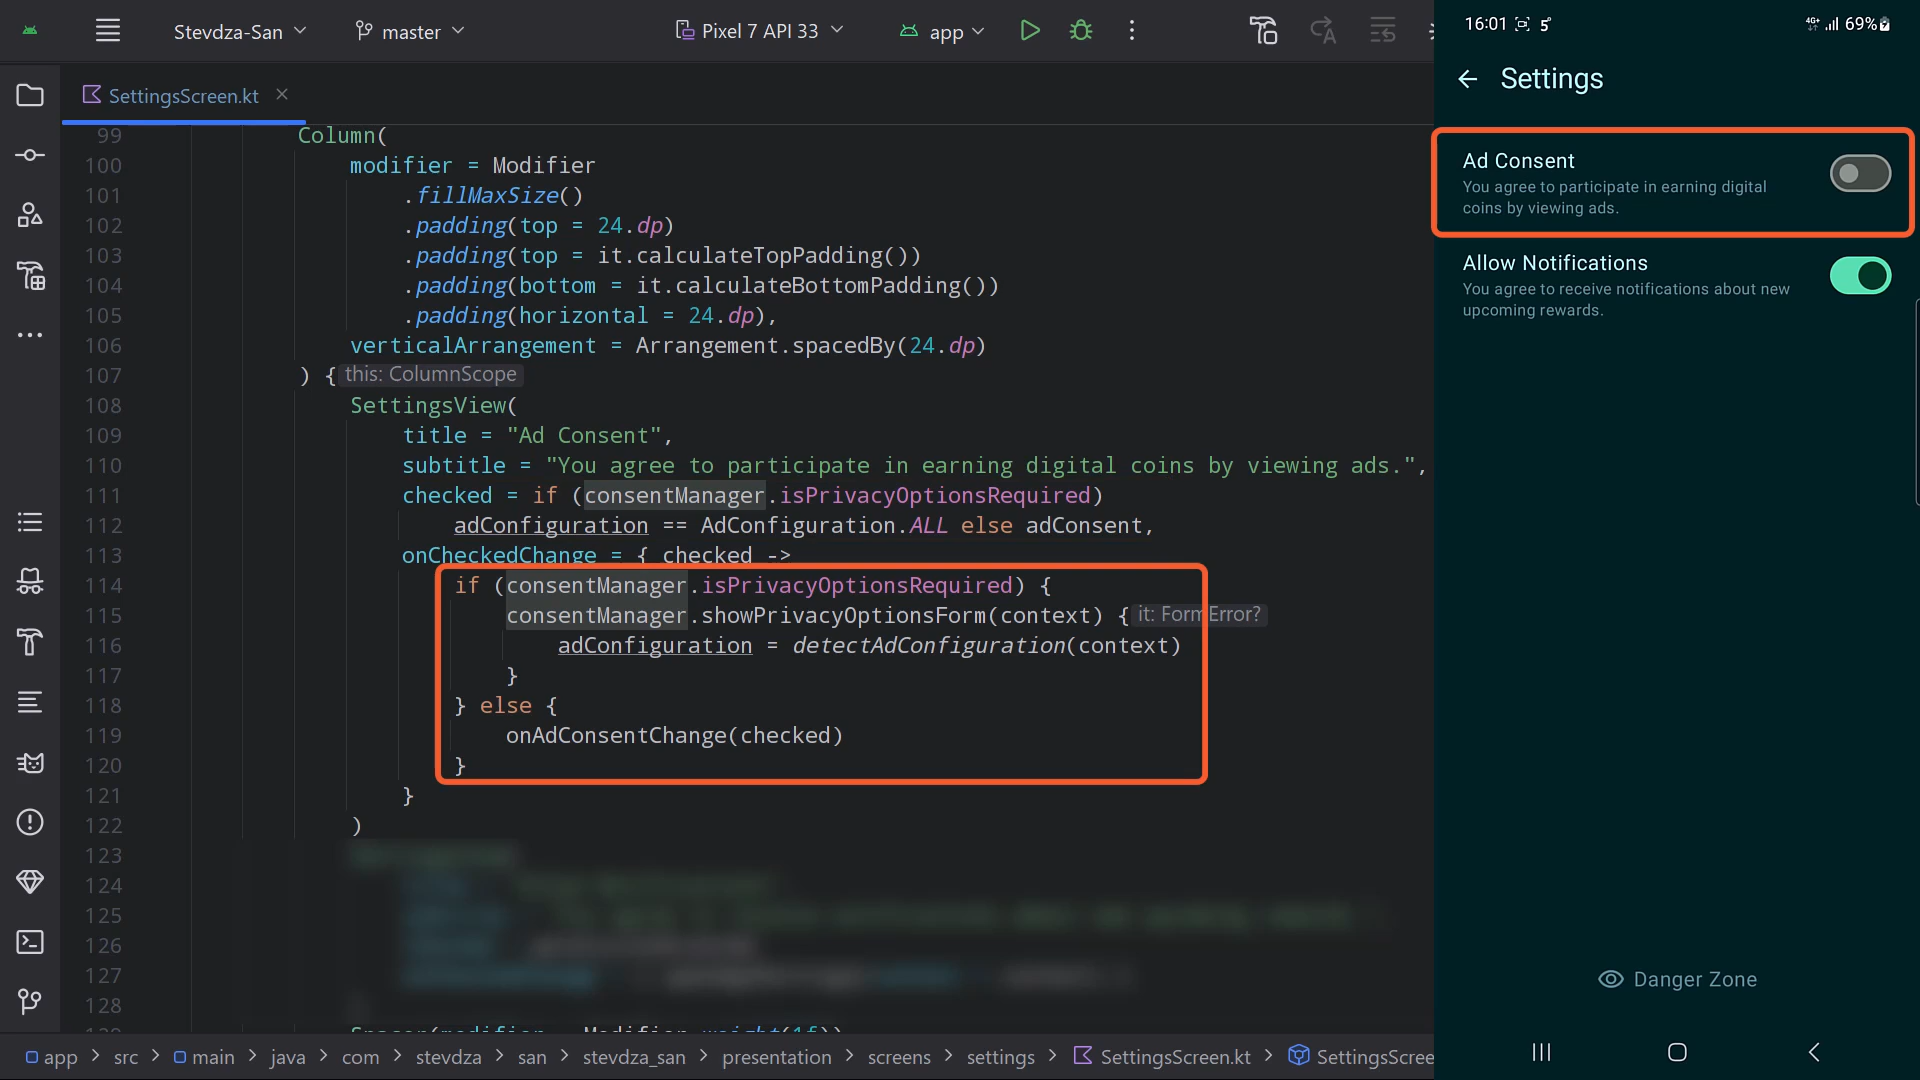 Stevdza-San
master
Pixel 7 API 33
app
SettingsScreen.kt
99 Column(
100 modifier = Modifier
101 .fillMaxSize()
102 .padding(top = 24.dp)
103 .padding(top = it.calculateTopPadding())
104 .padding(bottom = it.calculateBottomPadding())
105 .padding(horizontal = 24.dp),
106 verticalArrangement = Arrangement.spacedBy(24.dp)
107 ) { this: ColumnScope
108 SettingsView(
109 title = "Ad Consent",
110 subtitle = "You agree to participate in earning digital coins by viewing ads.",
111 checked = if (consentManager.isPrivacyOptionsRequired)
112 adConfiguration == AdConfiguration.ALL else adConsent,
113 onCheckedChange = { checked ->
114 if (consentManager.isPrivacyOptionsRequired) {
115 consentManager.showPrivacyOptionsForm(context) { it: FormError?
116 adConfiguration = detectAdConfiguration(context)
117 }
118 } else {
119 onAdConsentChange(checked)
120 }
121 }
122 )
123
124
125
126
127
128
app > src > main > java > com > stevdza > san > stevdza_san > presentation > screens > settings > SettingsScreen.kt > SettingsScree
16:01
4G+
69%
Settings
Ad Consent
You agree to participate in earning digital
coins by viewing ads.
Allow Notifications
You agree to receive notifications about new
upcoming rewards.
Danger Zone